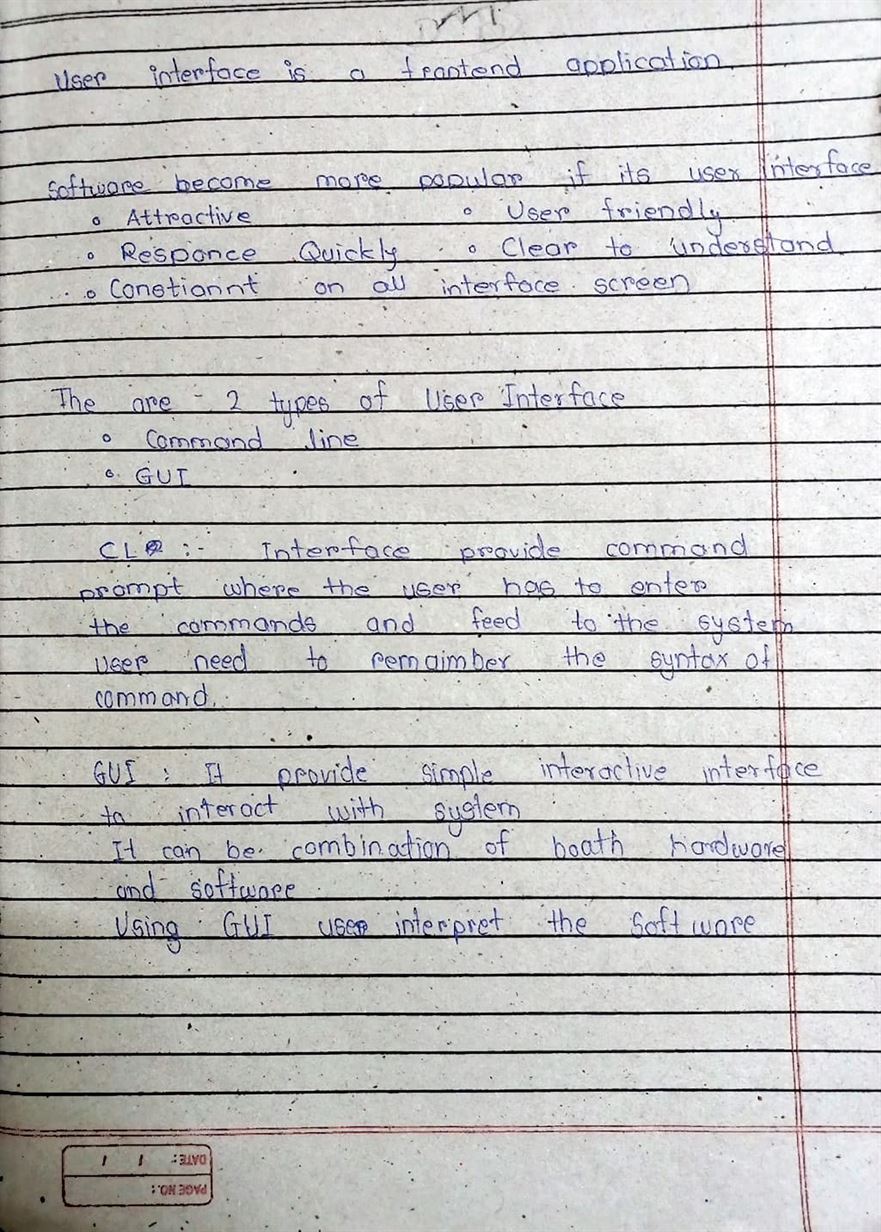 User interface is a frontend application.
Software become more popular if its user interface
◦ Attractive ◦ User friendly
◦ Responce Quickly ◦ Clear to understand
◦ Constiannt on all interface screen
The are - 2 types of User Interface
◦ Command line
◦ GUI
:- Interface provide command
prompt where the user has to enter
the commands and feed to the system
user need to remaimber the syntax of
command.
GUI : It provide simple interactive interface
to interact with system
It can be combination of boath hardware
and software
Using GUI user interpret the Software
DATE: / /
PAGE NO.: